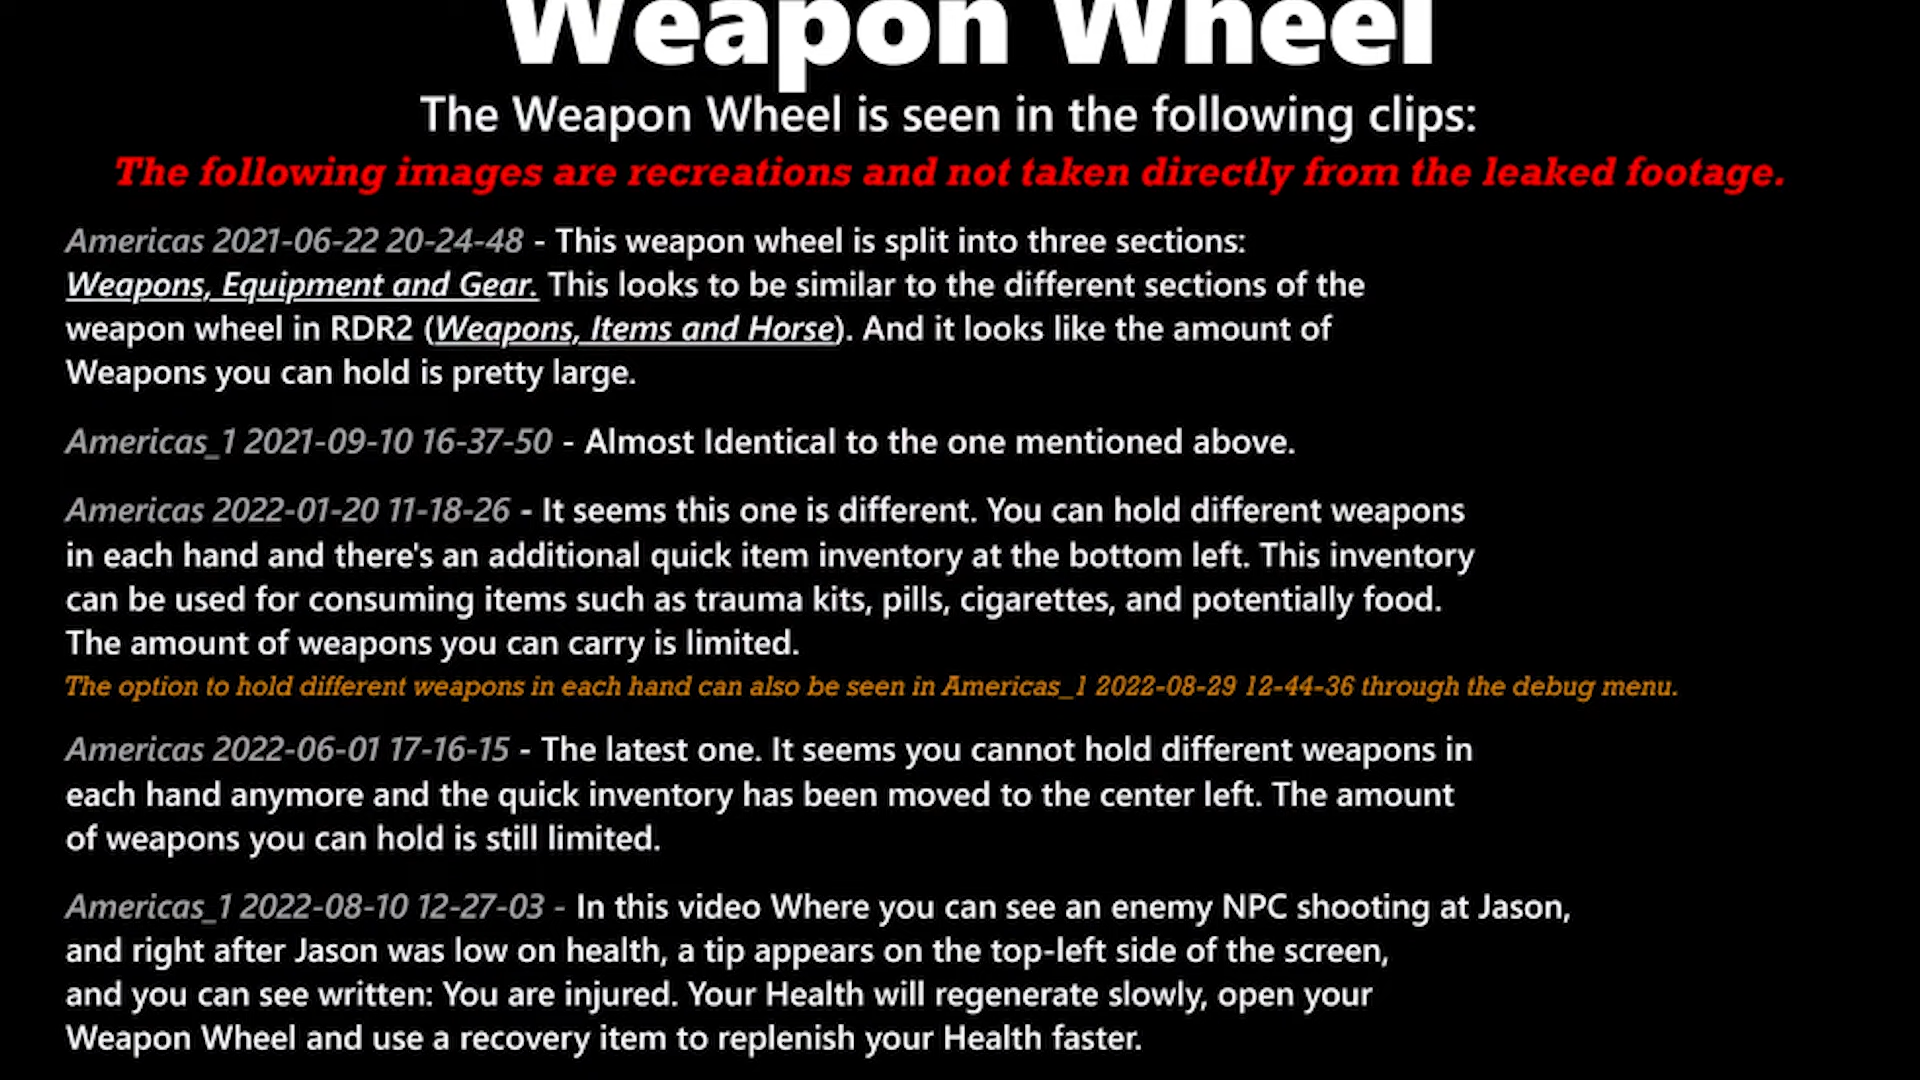 Weapon Wheel
The Weapon Wheel is seen in the following clips:
The following images are recreations and not taken directly from the leaked footage.
Americas 2021-06-22 20-24-48 - This weapon wheel is split into three sections:
Weapons, Equipment and Gear. This looks to be similar to the different sections of the
weapon wheel in RDR2 (Weapons, Items and Horse). And it looks like the amount of
Weapons you can hold is pretty large.
Americas_1 2021-09-10 16-37-50 - Almost Identical to the one mentioned above.
Americas 2022-01-20 11-18-26 - It seems this one is different. You can hold different weapons
in each hand and there's an additional quick item inventory at the bottom left. This inventory
can be used for consuming items such as trauma kits, pills, cigarettes, and potentially food.
The amount of weapons you can carry is limited.
The option to hold different weapons in each hand can also be seen in Americas_1 2022-08-29 12-44-36 through the debug menu.
Americas 2022-06-01 17-16-15 - The latest one. It seems you cannot hold different weapons in
each hand anymore and the quick inventory has been moved to the center left. The amount
of weapons you can hold is still limited.
Americas_1 2022-08-10 12-27-03 - In this video Where you can see an enemy NPC shooting at Jason,
and right after Jason was low on health, a tip appears on the top-left side of the screen,
and you can see written: You are injured. Your Health will regenerate slowly, open your
Weapon Wheel and use a recovery item to replenish your Health faster.